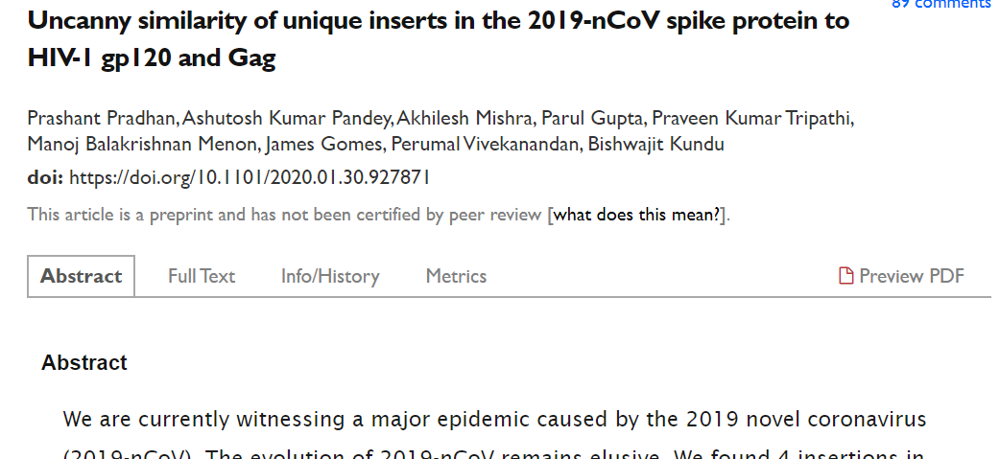 89 comments
Uncanny similarity of unique inserts in the 2019-nCoV spike protein to
HIV-1 gp120 and Gag
Prashant Pradhan, Ashutosh Kumar Pandey, Akhilesh Mishra, Parul Gupta, Praveen Kumar Tripathi,
Manoj Balakrishnan Menon, James Gomes, Perumal Vivekanandan, Bishwajit Kundu
doi: https://doi.org/10.1101/2020.01.30.927871
This article is a preprint and has not been certified by peer review [what does this mean?].
Abstract Full Text Info/History Metrics Preview PDF
Abstract
We are currently witnessing a major epidemic caused by the 2019 novel coronavirus
(2019-nCoV). The evolution of 2019-nCoV remains elusive. We found 4 insertions in